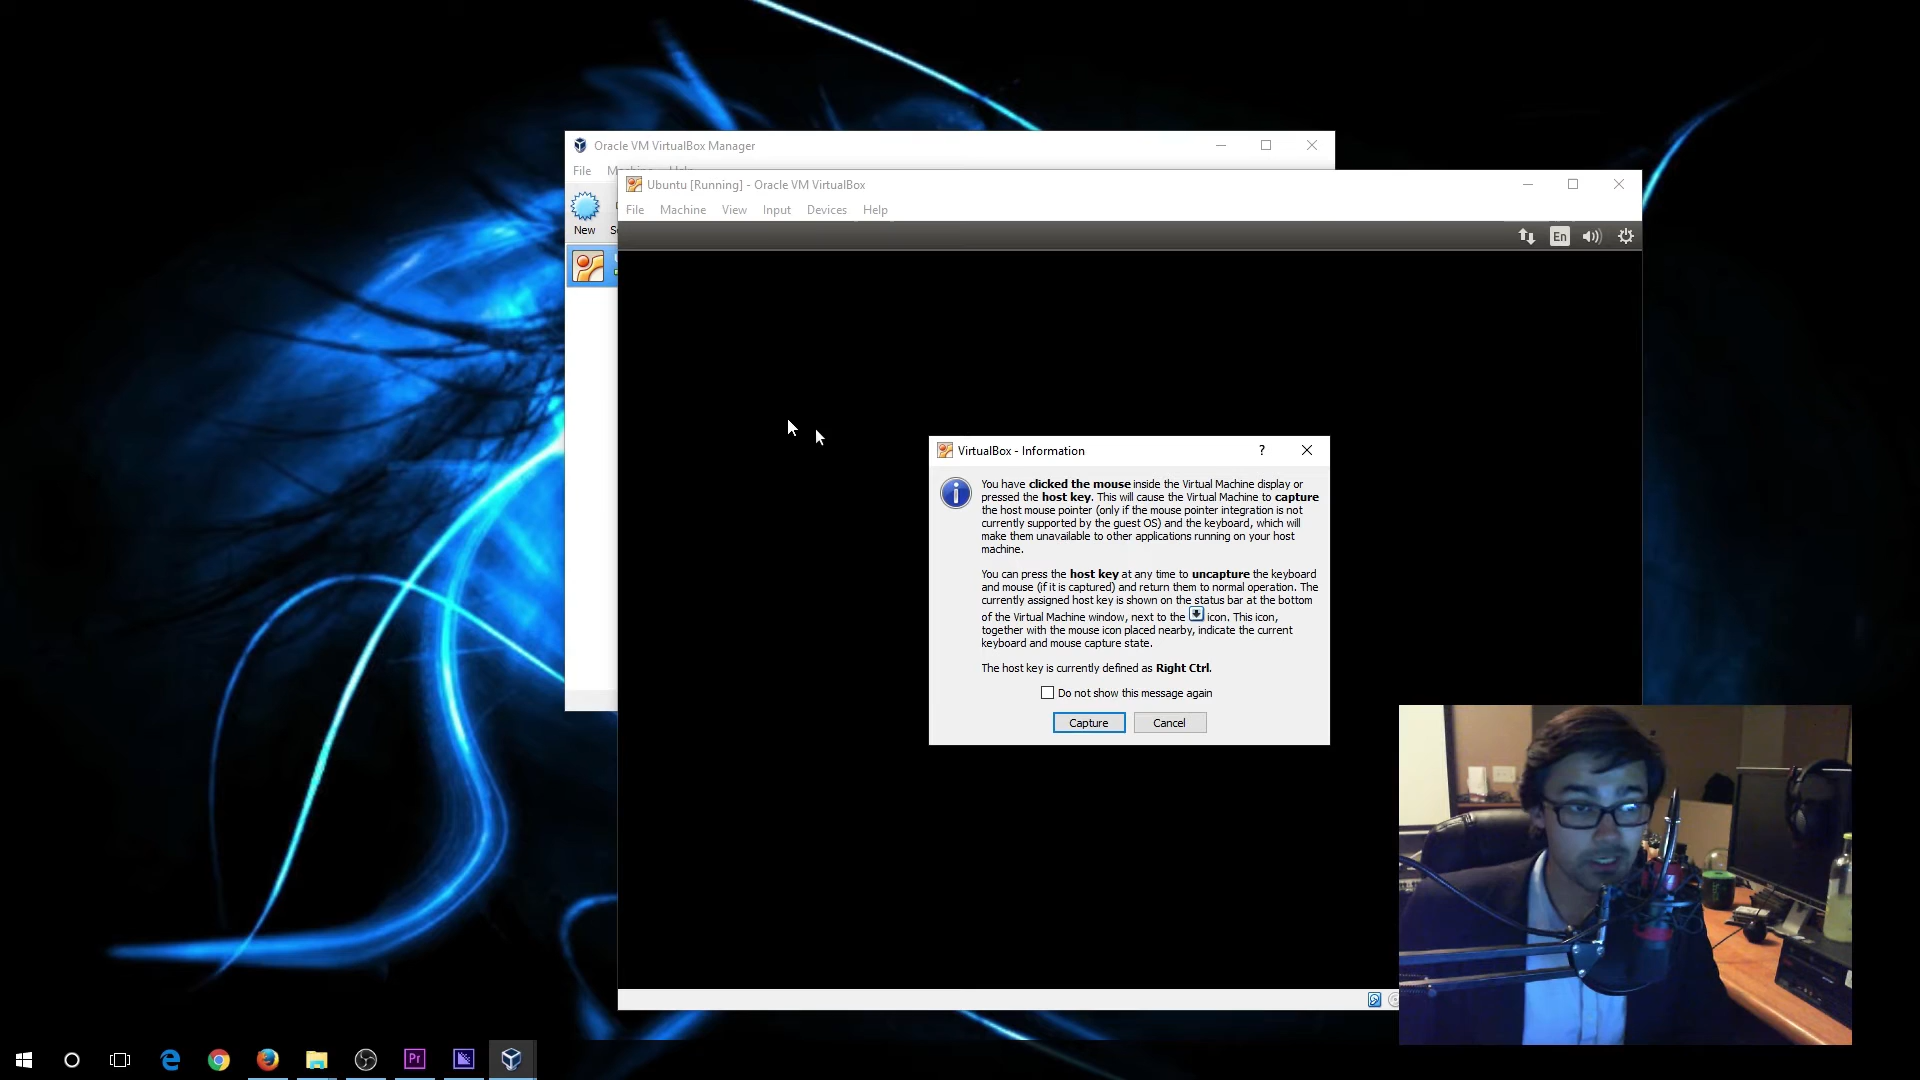 Oracle VM VirtualBox Manager
File
Ubuntu [Running] - Oracle VM VirtualBox
File Machine View Input Devices Help
New
En
VirtualBox - Information
?
You have clicked the mouse inside the Virtual Machine display or
pressed the host key. This will cause the Virtual Machine to capture
the host mouse pointer (only if the mouse pointer integration is not
currently supported by the guest OS) and the keyboard, which will
make them unavailable to other applications running on your host
machine.
You can press the host key at any time to uncapture the keyboard
and mouse (if it is captured) and return them to normal operation. The
currently assigned host key is shown on the status bar at the bottom
of the Virtual Machine window, next to the icon. This icon,
together with the mouse icon placed nearby, indicate the current
keyboard and mouse capture state.
The host key is currently defined as Right Ctrl.
Do not show this message again
Capture Cancel
Pr